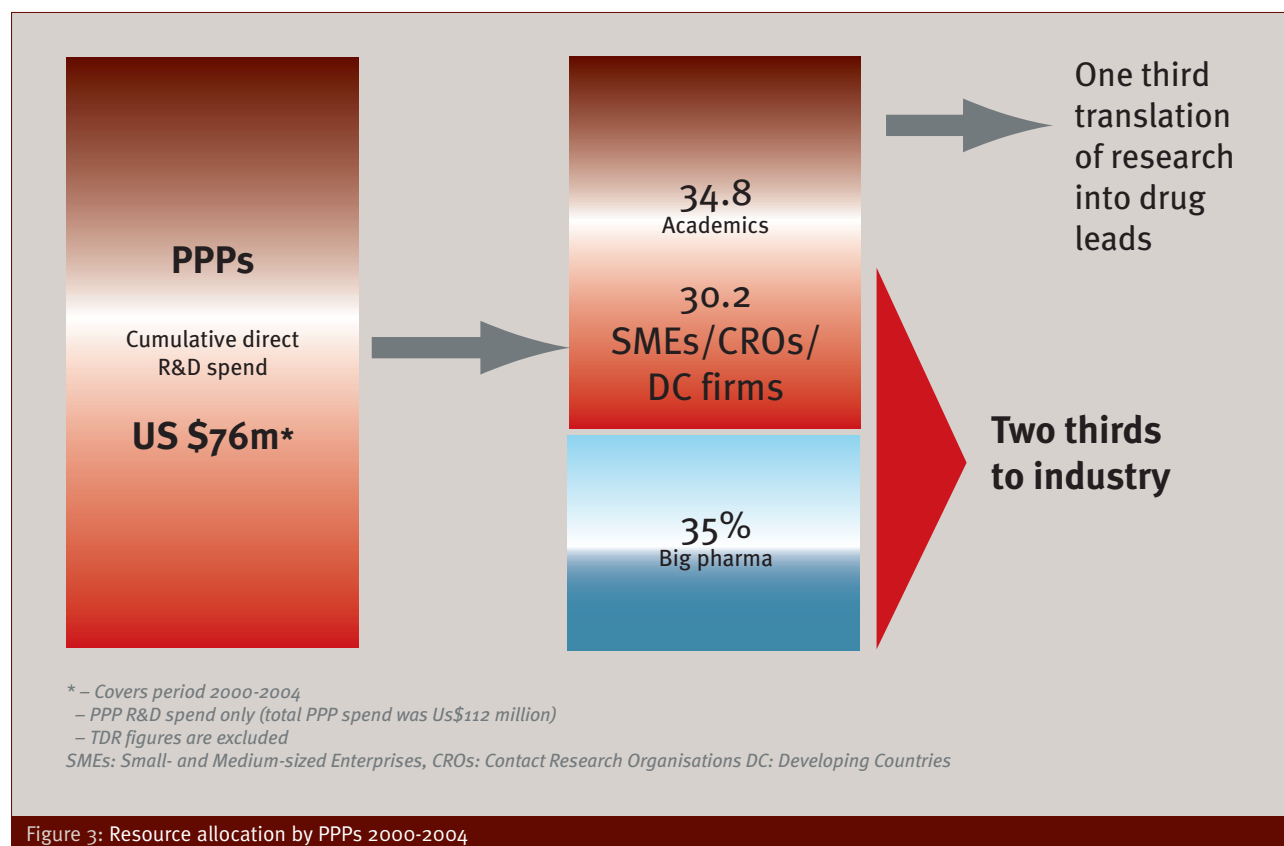 PPPs
Cumulative direct
R&D spend
US $76m*
34.8
Academics
30.2
SMEs/CROs/
DC firms
35%
Big pharma
One third
translation
of research
into drug
leads
Two thirds
to industry
* – Covers period 2000-2004
– PPP R&D spend only (total PPP spend was Us$112 million)
– TDR figures are excluded
SMEs: Small- and Medium-sized Enterprises, CROs: Contact Research Organisations DC: Developing Countries
Figure 3: Resource allocation by PPPs 2000-2004